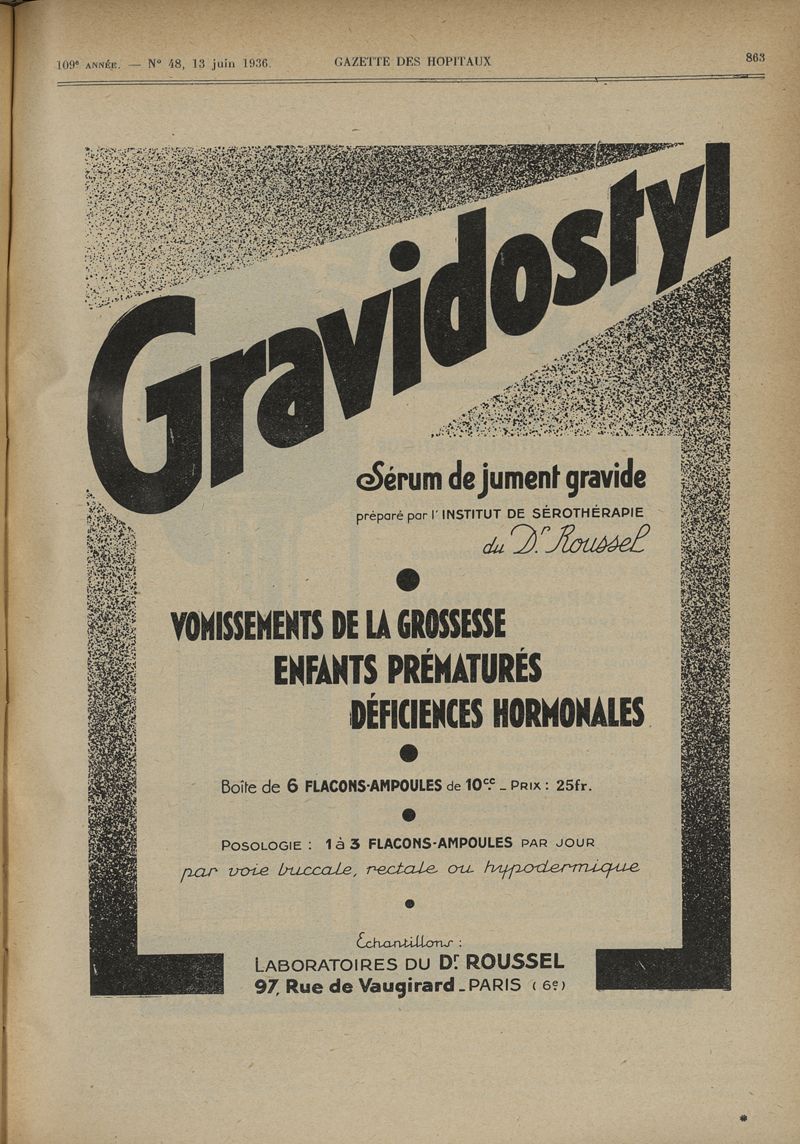 109e ANNÉE. — N° 48, 13 juin 1936. GAZETTE DES HOPITAUX 863
Gravidostyl
Sérum de jument gravide
préparé par l'INSTITUT DE SÉROTHÉRAPIE
du Dr. Roussel
VOMISSEMENTS DE LA GROSSESSE
ENFANTS PRÉMATURÉS
DÉFICIENCES HORMONALES
Boîte de 6 FLACONS-AMPOULES de 10cc. - PRIX : 25fr.
POSOLOGIE : 1 à 3 FLACONS-AMPOULES PAR JOUR
par voie buccale, rectale ou hypodermique
Échantillons :
LABORATOIRES DU Dr. ROUSSEL
97, Rue de Vaugirard - PARIS (6e)
*